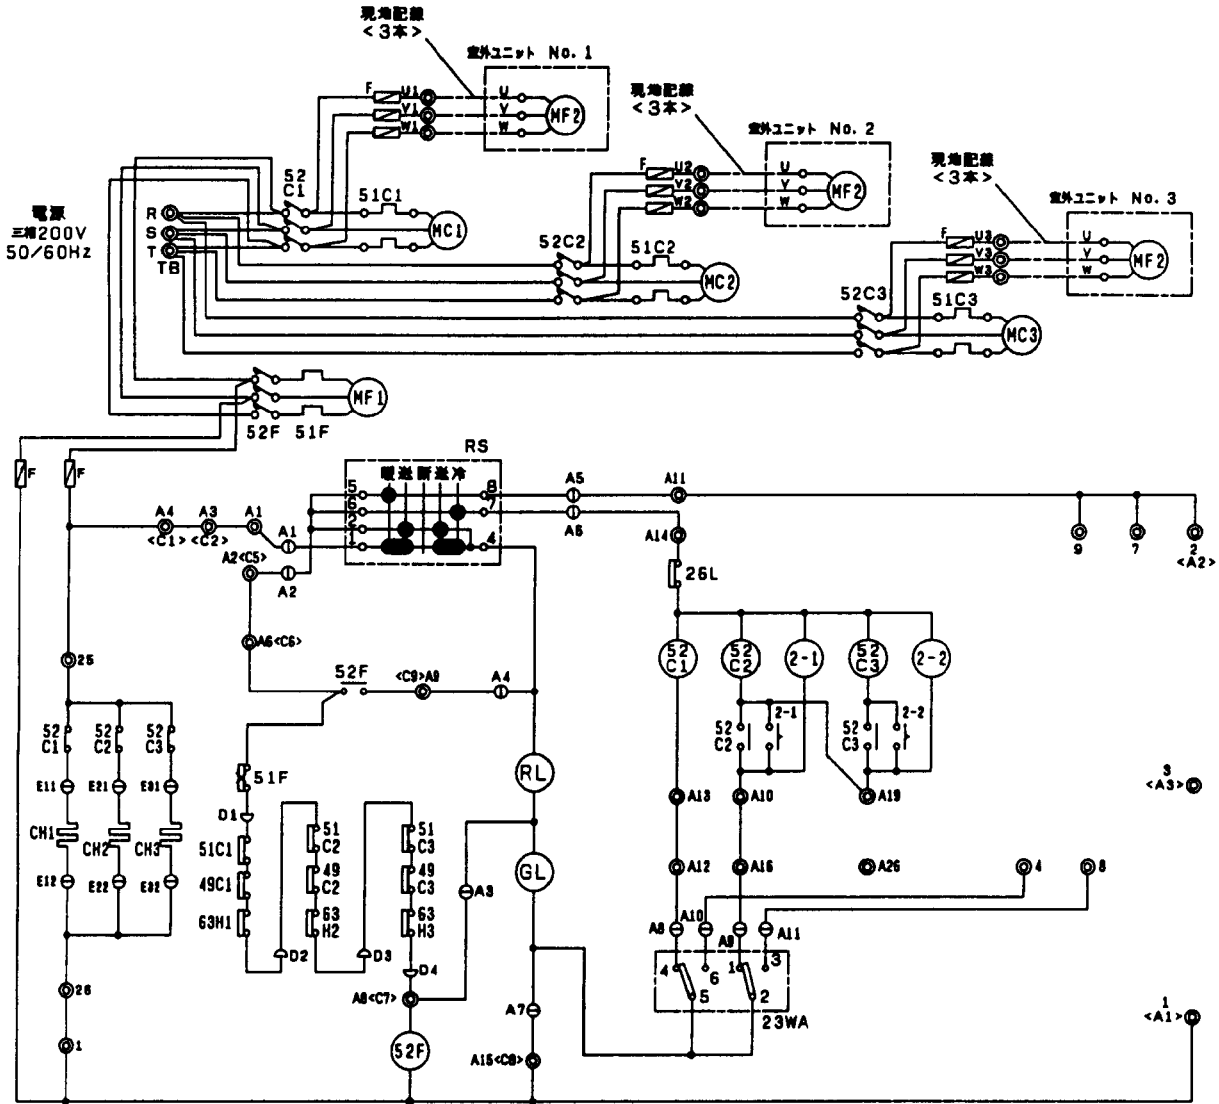 現地配線
<3本>
室外ユニット No. 1
F U1
V1
W1
U
V
W
MF2
現地配線
<3本>
室外ユニット No. 2
F U2
V2
W2
U
V
W
MF2
現地配線
<3本>
室外ユニット No. 3
F U3
V3
W3
U
V
W
MF2
電源
三相200V
50/60Hz
R
S
T
TB
52
C1
51C1
MC1
52C2
51C2
MC2
52C3
51C3
MC3
52F 51F
MF1
F
F
RS
暖送断送冷
5
6
2
1
8
7
4
A4
<C1>
A3
<C2>
A1
A1
A2<C5>
A2
A5
A6
A11
A14
26L
9
7
2
<A2>
A6<C6>
25
52F
<C9>A9
A4
52
C1
52
C2
2-1
52
C3
2-2
52
C1
52
C2
52
C3
52
C2
2-1
52
C3
2-2
E11
E21
E31
CH1
CH2
CH3
E12
E22
E32
51F
D1
51C1
49C1
63H1
D2
51
C2
49
C2
63
H2
D3
51
C3
49
C3
63
H3
D4
A8<C7>
52F
RL
GL
A3
A7
A15<C8>
A13
A10
A19
A12
A16
A26
4
8
3
<A3>
A8
A10
A9
A11
4
6
5
1
3
2
23WA
26
1
1
<A1>